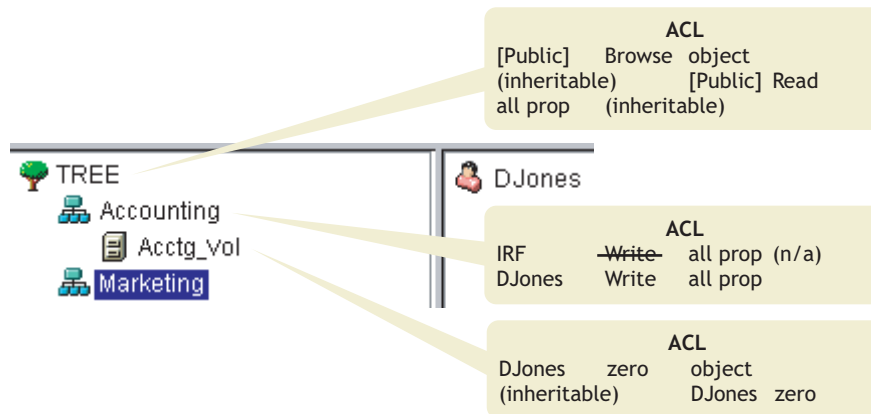 ACL
[Public] Browse object
(inheritable) [Public] Read
all prop (inheritable)
TREE
Accounting
Acctg_Vol
Marketing
DJones
ACL
IRF Write all prop (n/a)
DJones Write all prop
ACL
DJones zero object
(inheritable) DJones zero